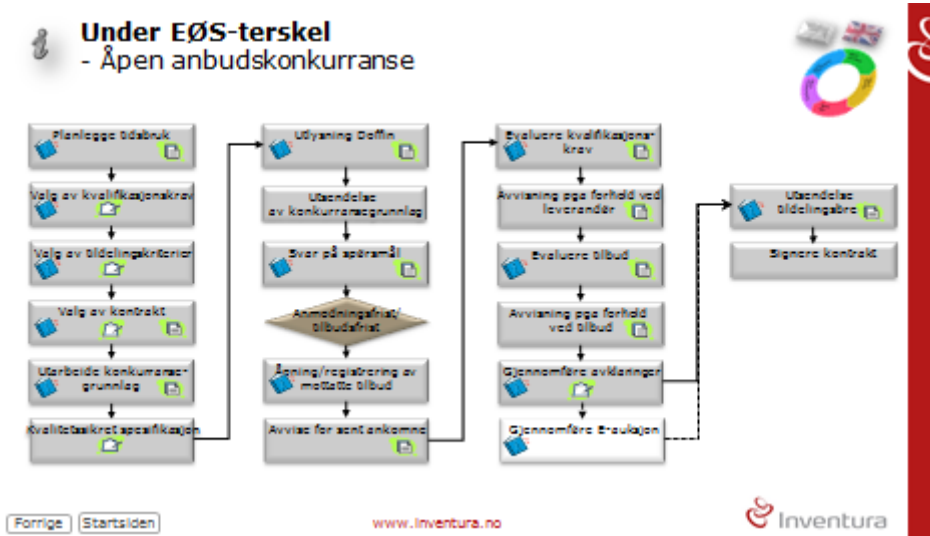 Under EØS-terskel
- Åpen anbudskonkurranse
Planlegge tidsbruk
Valg av kvalifikasjonskrav
Valg av tildelingskriterier
Valg av kontrakt
Utarbeide konkurranse-
grunnlag
Kvalitetssikret spesifikasjon
Utlysning Doffin
Utsendelse
av konkurransegrunnlag
Svar på spørsmål
Anmodningsfrist/
tilbudsfrist
Åpning/registrering av
mottatte tilbud
Avvise for sent ankomne
Evaluere kvalifikasjons-
krav
Avvisning pga forhold ved
leverandør
Evaluere tilbud
Avvisning pga forhold
ved tilbud
Gjennomføre avklaringer
Gjennomføre E-auksjon
Utsendelse
tildelingsbrev
Signere kontrakt
Forrige
Startsiden
www.inventura.no
Inventura